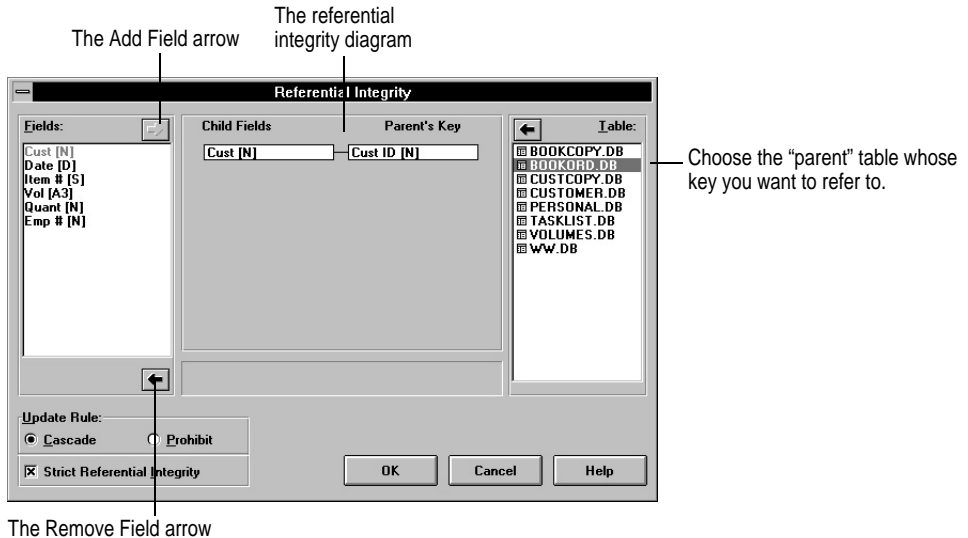 The Add Field arrow
The referential
integrity diagram
Referential Integrity
Fields:
Cust [N]
Date [D]
Item # [S]
Vol [A3]
Quant [N]
Emp # [N]
Child Fields
Parent's Key
Cust [N]
Cust ID [N]
Table:
BOOKCOPY.DB
BOOKORD.DB
CUSTCOPY.DB
CUSTOMER.DB
PERSONAL.DB
TASKLIST.DB
VOLUMES.DB
WW.DB
Choose the “parent” table whose
key you want to refer to.
Update Rule:
Cascade
Prohibit
Strict Referential Integrity
OK
Cancel
Help
The Remove Field arrow